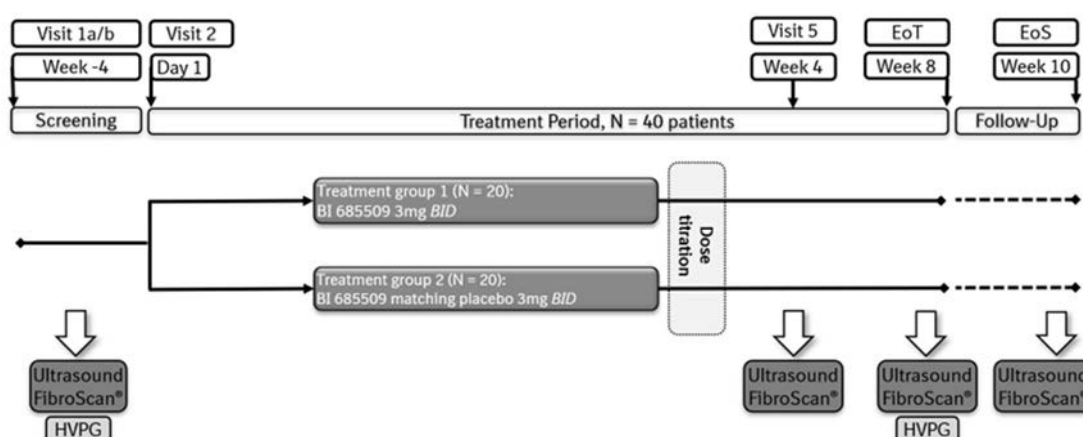 Visit 1a/b
Visit 2
Visit 5
EoT
EoS
Week -4
Day 1
Week 4
Week 8
Week 10
Screening
Treatment Period, N = 40 patients
Follow-Up
Treatment group 1 (N = 20):
BI 685509 3mg BID
Dose
titration
Treatment group 2 (N = 20):
BI 685509 matching placebo 3mg BID
Ultrasound
FibroScan®
HVPG
Ultrasound
FibroScan®
Ultrasound
FibroScan®
HVPG
Ultrasound
FibroScan®